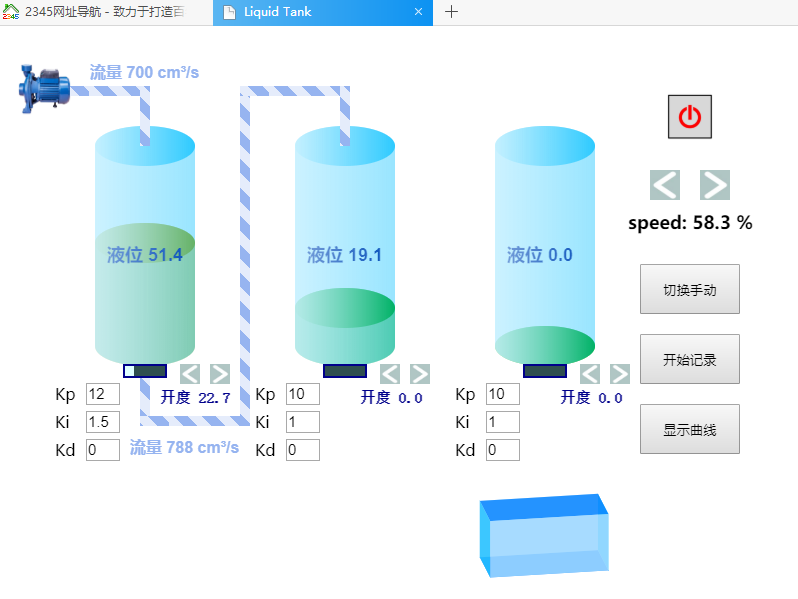 2345
2345网址导航 - 致力于打造百
Liquid Tank
流量 700 cm³/s
液位 51.4
液位 19.1
液位 0.0
speed: 58.3 %
切换手动
开始记录
显示曲线
Kp 12
开度 22.7
Ki 1.5
Kd 0
流量 788 cm³/s
Kp 10
开度 0.0
Ki 1
Kd 0
Kp 10
开度 0.0
Ki 1
Kd 0